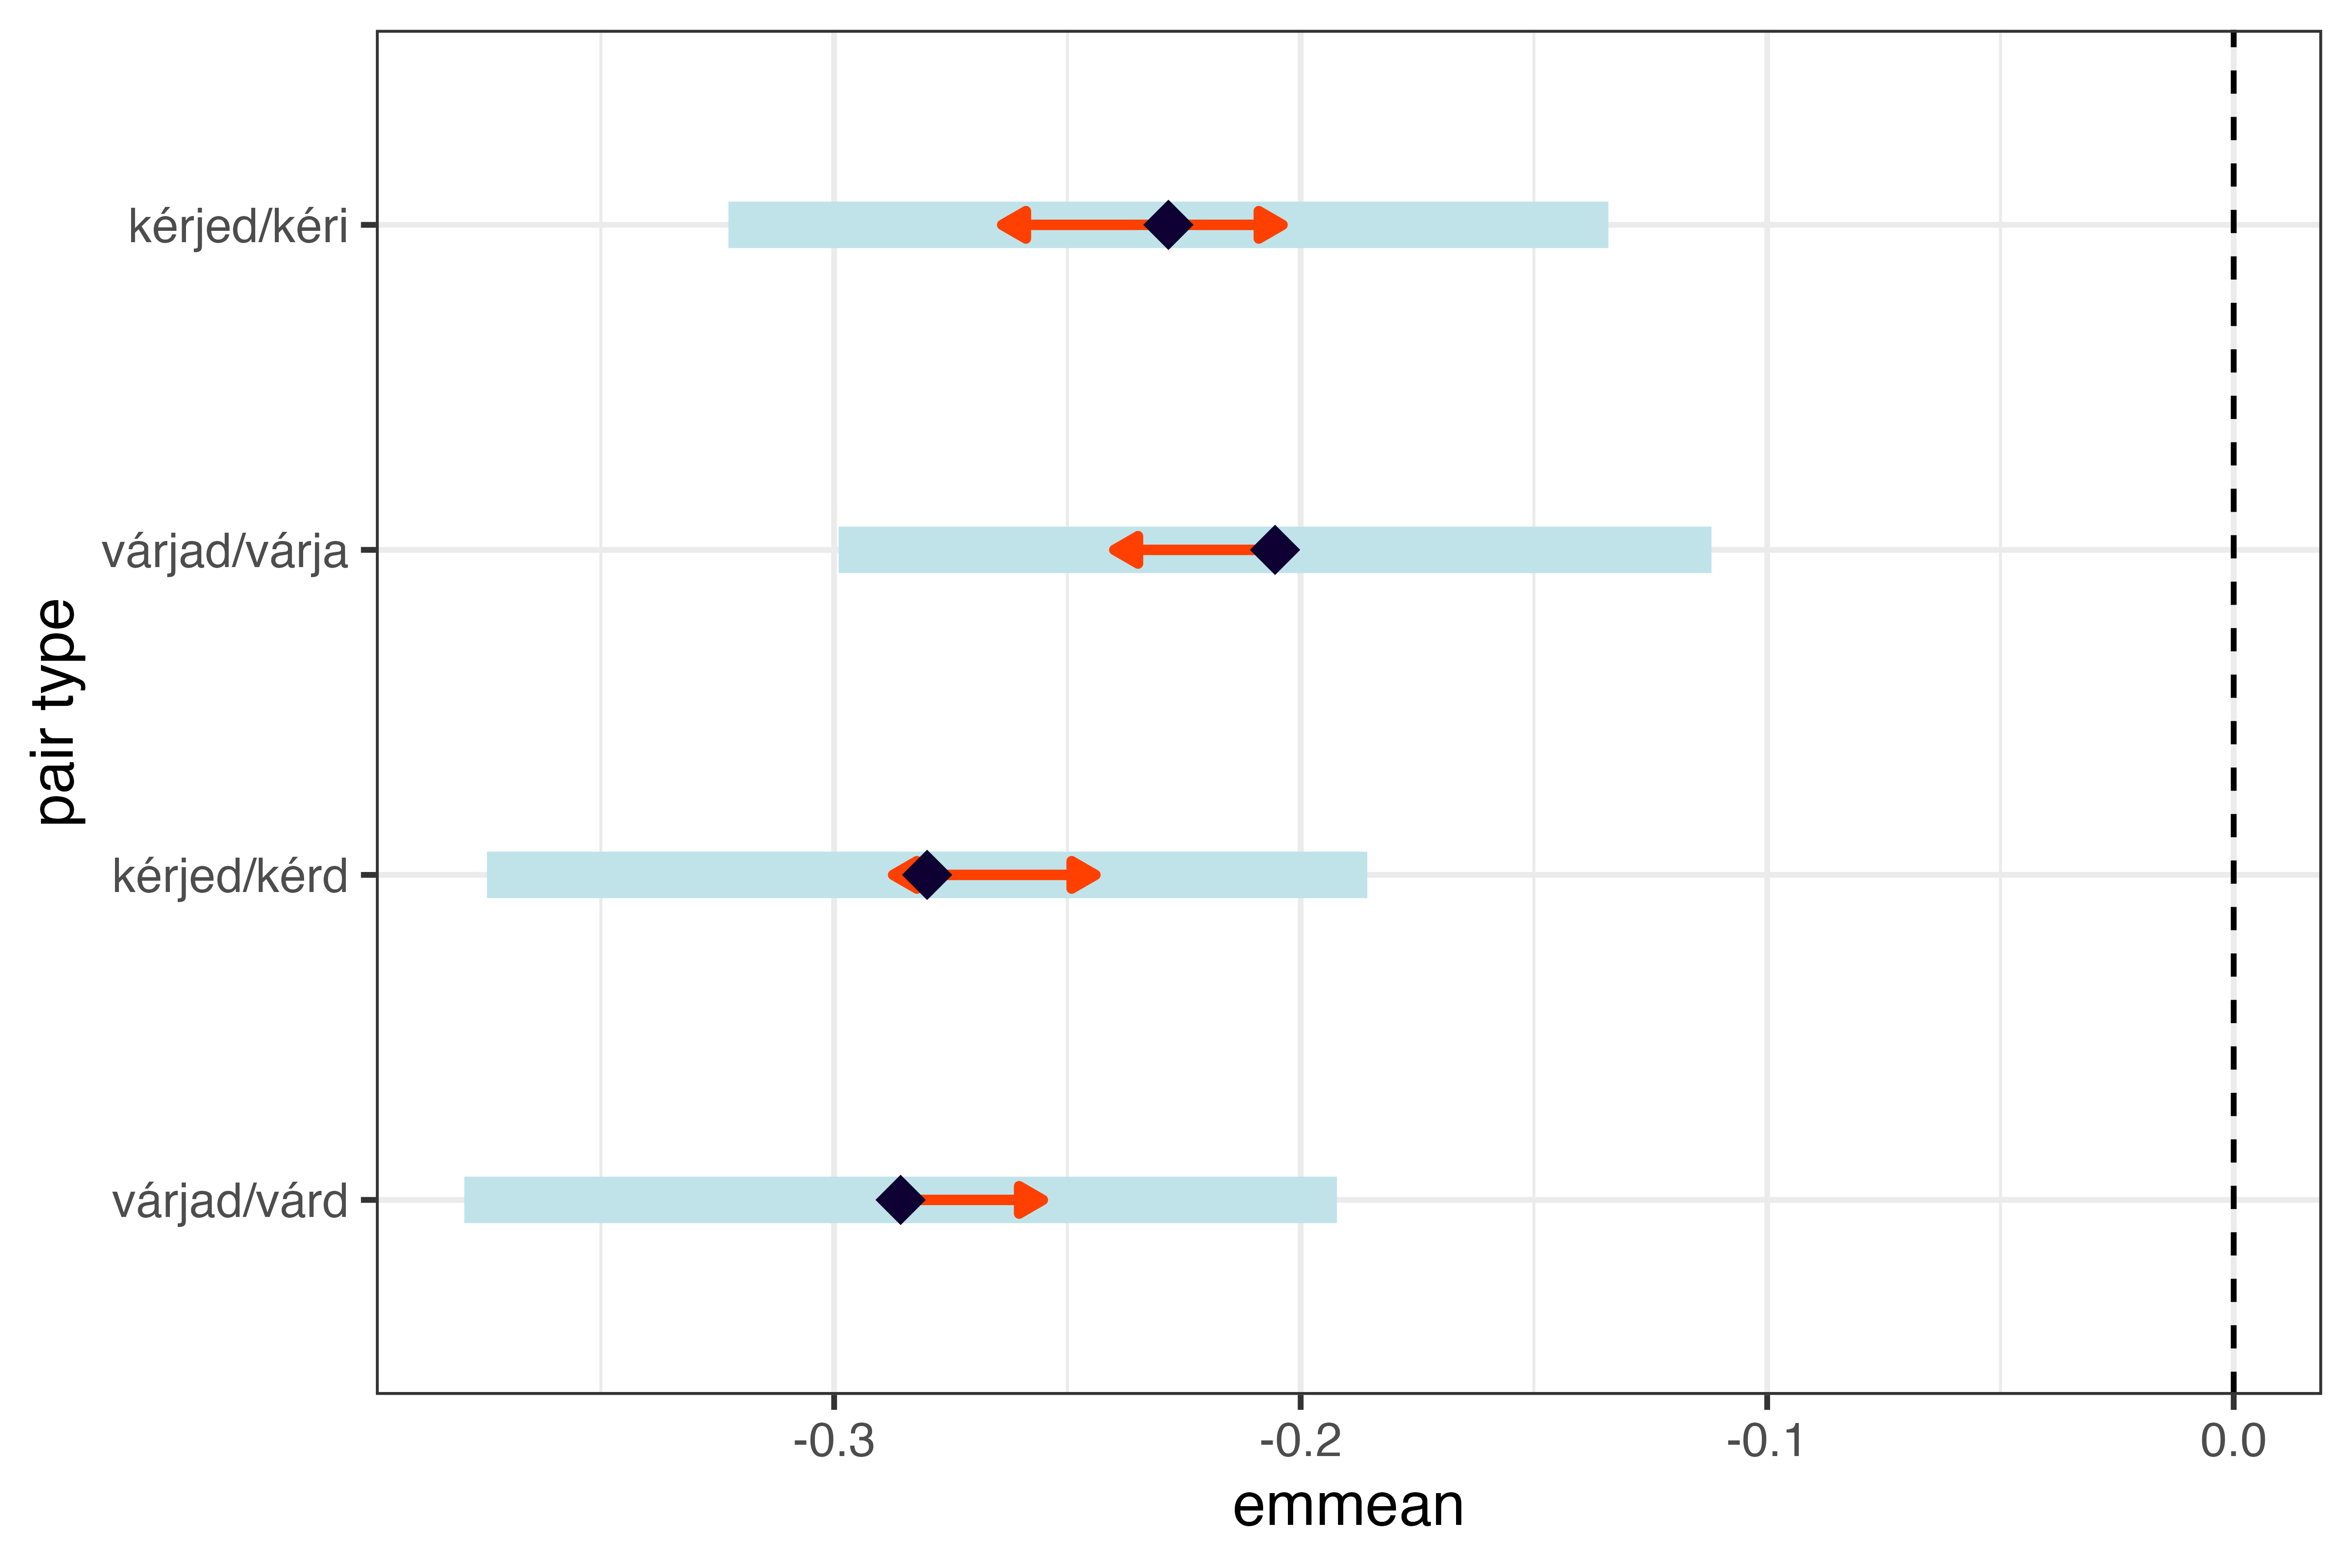 pair type
kérjed/kéri
várjad/várja
kérjed/kérd
várjad/várd
-0.3
-0.2
-0.1
0.0
emmean